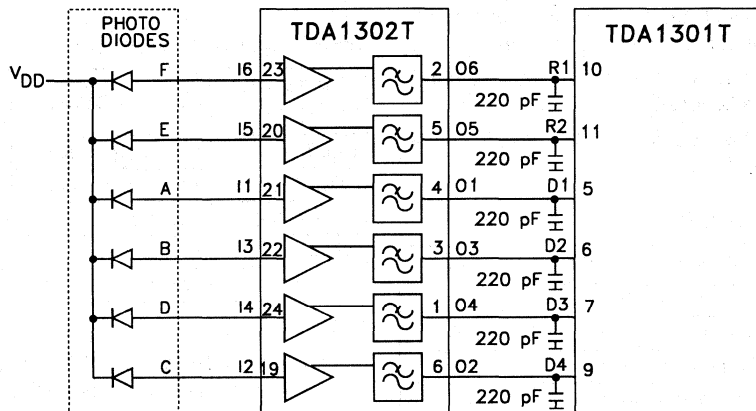 PHOTO
DIODES
TDA1302T
TDA1301T
VDD
F I6 23 2 O6 R1 10
220 pF
E I5 20 5 O5 R2 11
220 pF
A I1 21 4 O1 D1 5
220 pF
B I3 22 3 O3 D2 6
220 pF
D I4 24 1 O4 D3 7
220 pF
C I2 19 6 O2 D4 9
220 pF